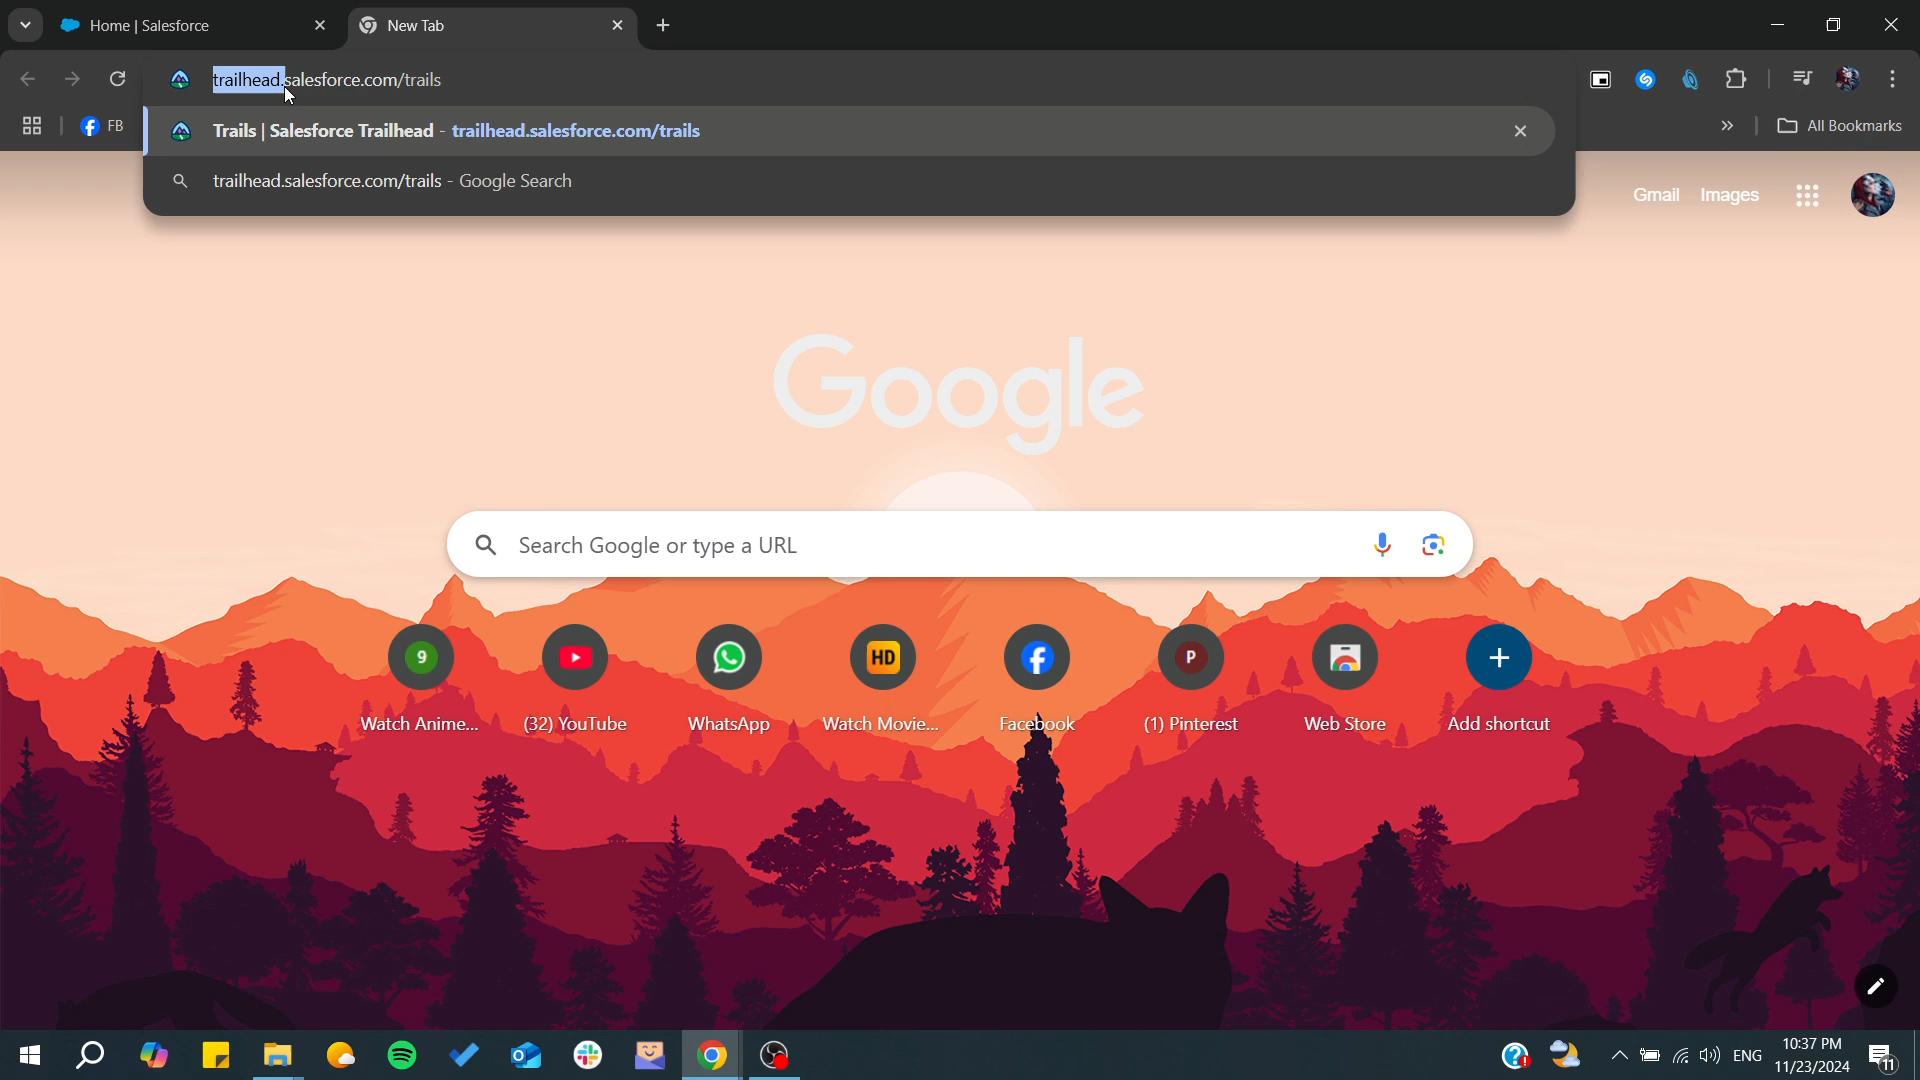 Home | Salesforce
New Tab
trailhead.salesforce.com/trails
FB
Trails | Salesforce Trailhead - trailhead.salesforce.com/trails
All Bookmarks
trailhead.salesforce.com/trails - Google Search
Gmail Images
Google
Search Google or type a URL
9
HD
P
Watch Anime...
(32) YouTube
WhatsApp
Watch Movie...
Facebook
(1) Pinterest
Web Store
Add shortcut
ENG
10:37 PM
11/23/2024
11